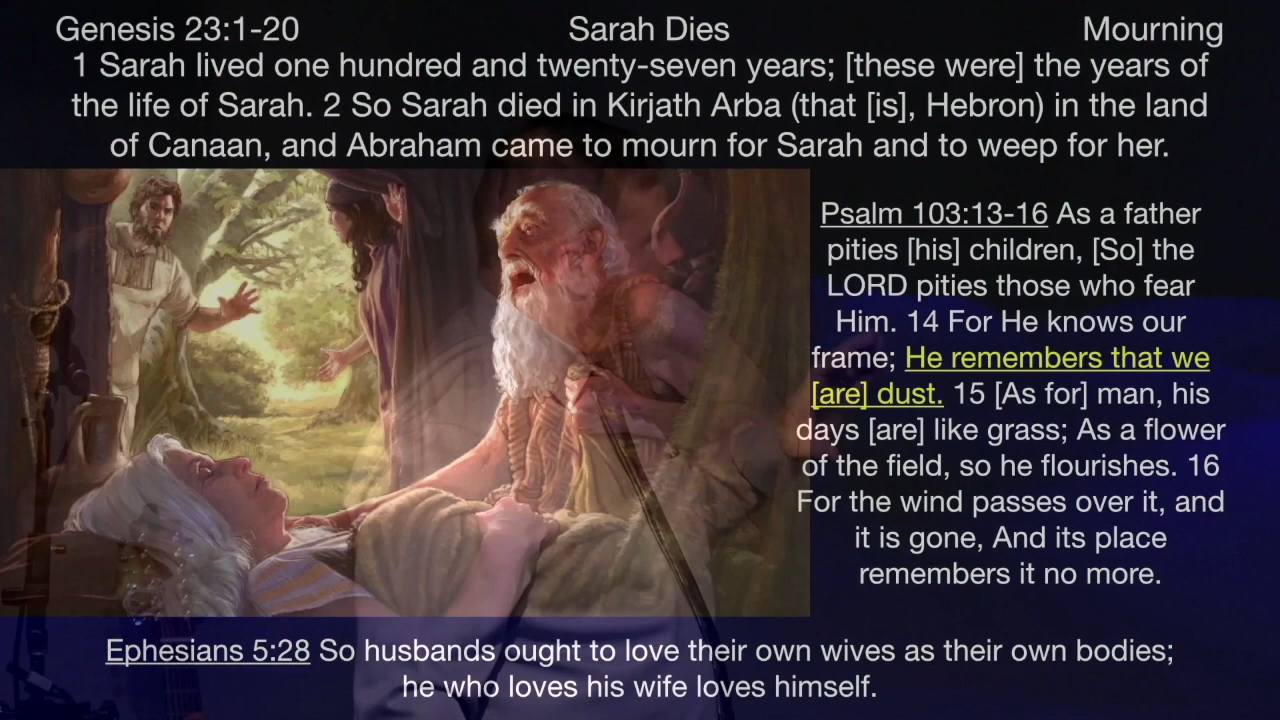 Genesis 23:1-20 Sarah Dies Mourning
1 Sarah lived one hundred and twenty-seven years; [these were] the years of
the life of Sarah. 2 So Sarah died in Kirjath Arba (that [is], Hebron) in the land
of Canaan, and Abraham came to mourn for Sarah and to weep for her.
Psalm 103:13-16 As a father
pities [his] children, [So] the
LORD pities those who fear
Him. 14 For He knows our
frame; He remembers that we
[are] dust. 15 [As for] man, his
days [are] like grass; As a flower
of the field, so he flourishes. 16
For the wind passes over it, and
it is gone, And its place
remembers it no more.
Ephesians 5:28 So husbands ought to love their own wives as their own bodies;
he who loves his wife loves himself.